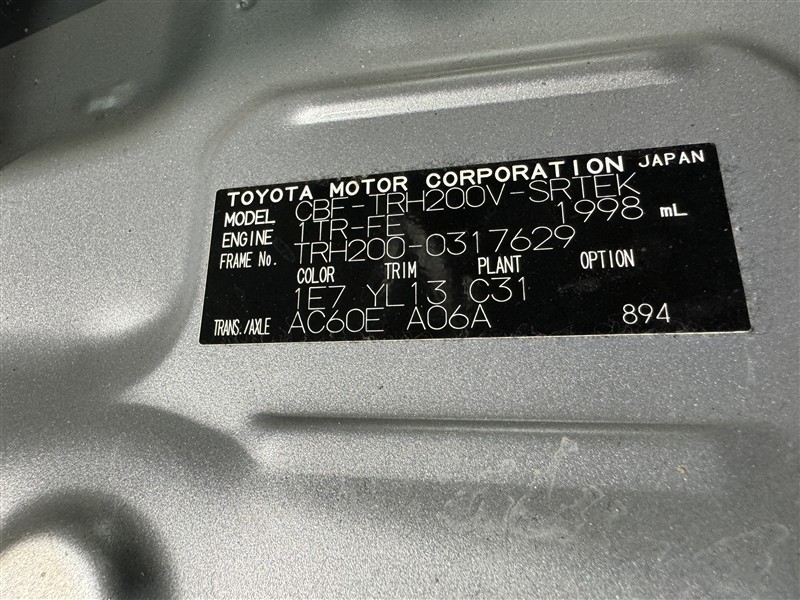 TOYOTA MOTOR CORPORATION JAPAN
MODEL CBF-TRH200V-SRTEK
ENGINE 1TR-FE 1998 mL
FRAME No. TRH200-0317629
COLOR TRIM PLANT OPTION
1E7 YL13 C31
TRANS./AXLE AC60E A06A 894